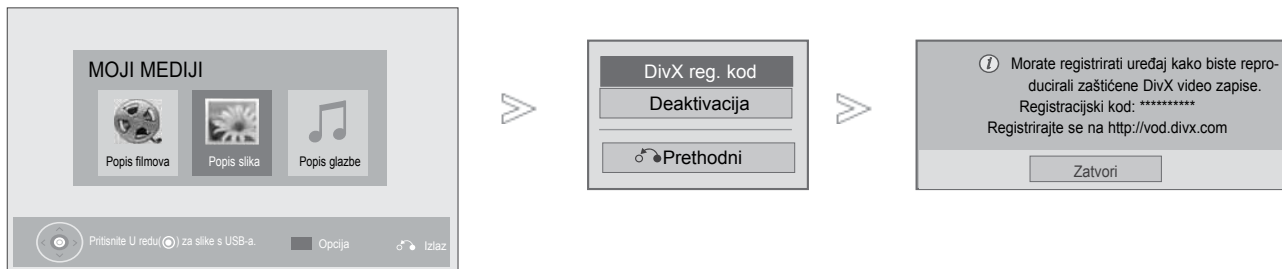 MOJI MEDIJI
Popis filmova
Popis slika
Popis glazbe
Pritisnite U redu(◉) za slike s USB-a.
Opcija
Izlaz
DivX reg. kod
Deaktivacija
Prethodni
Morate registrirati uređaj kako biste repro-
ducirali zaštićene DivX video zapise.
Registracijski kod: **********
Registrirajte se na http://vod.divx.com
Zatvori